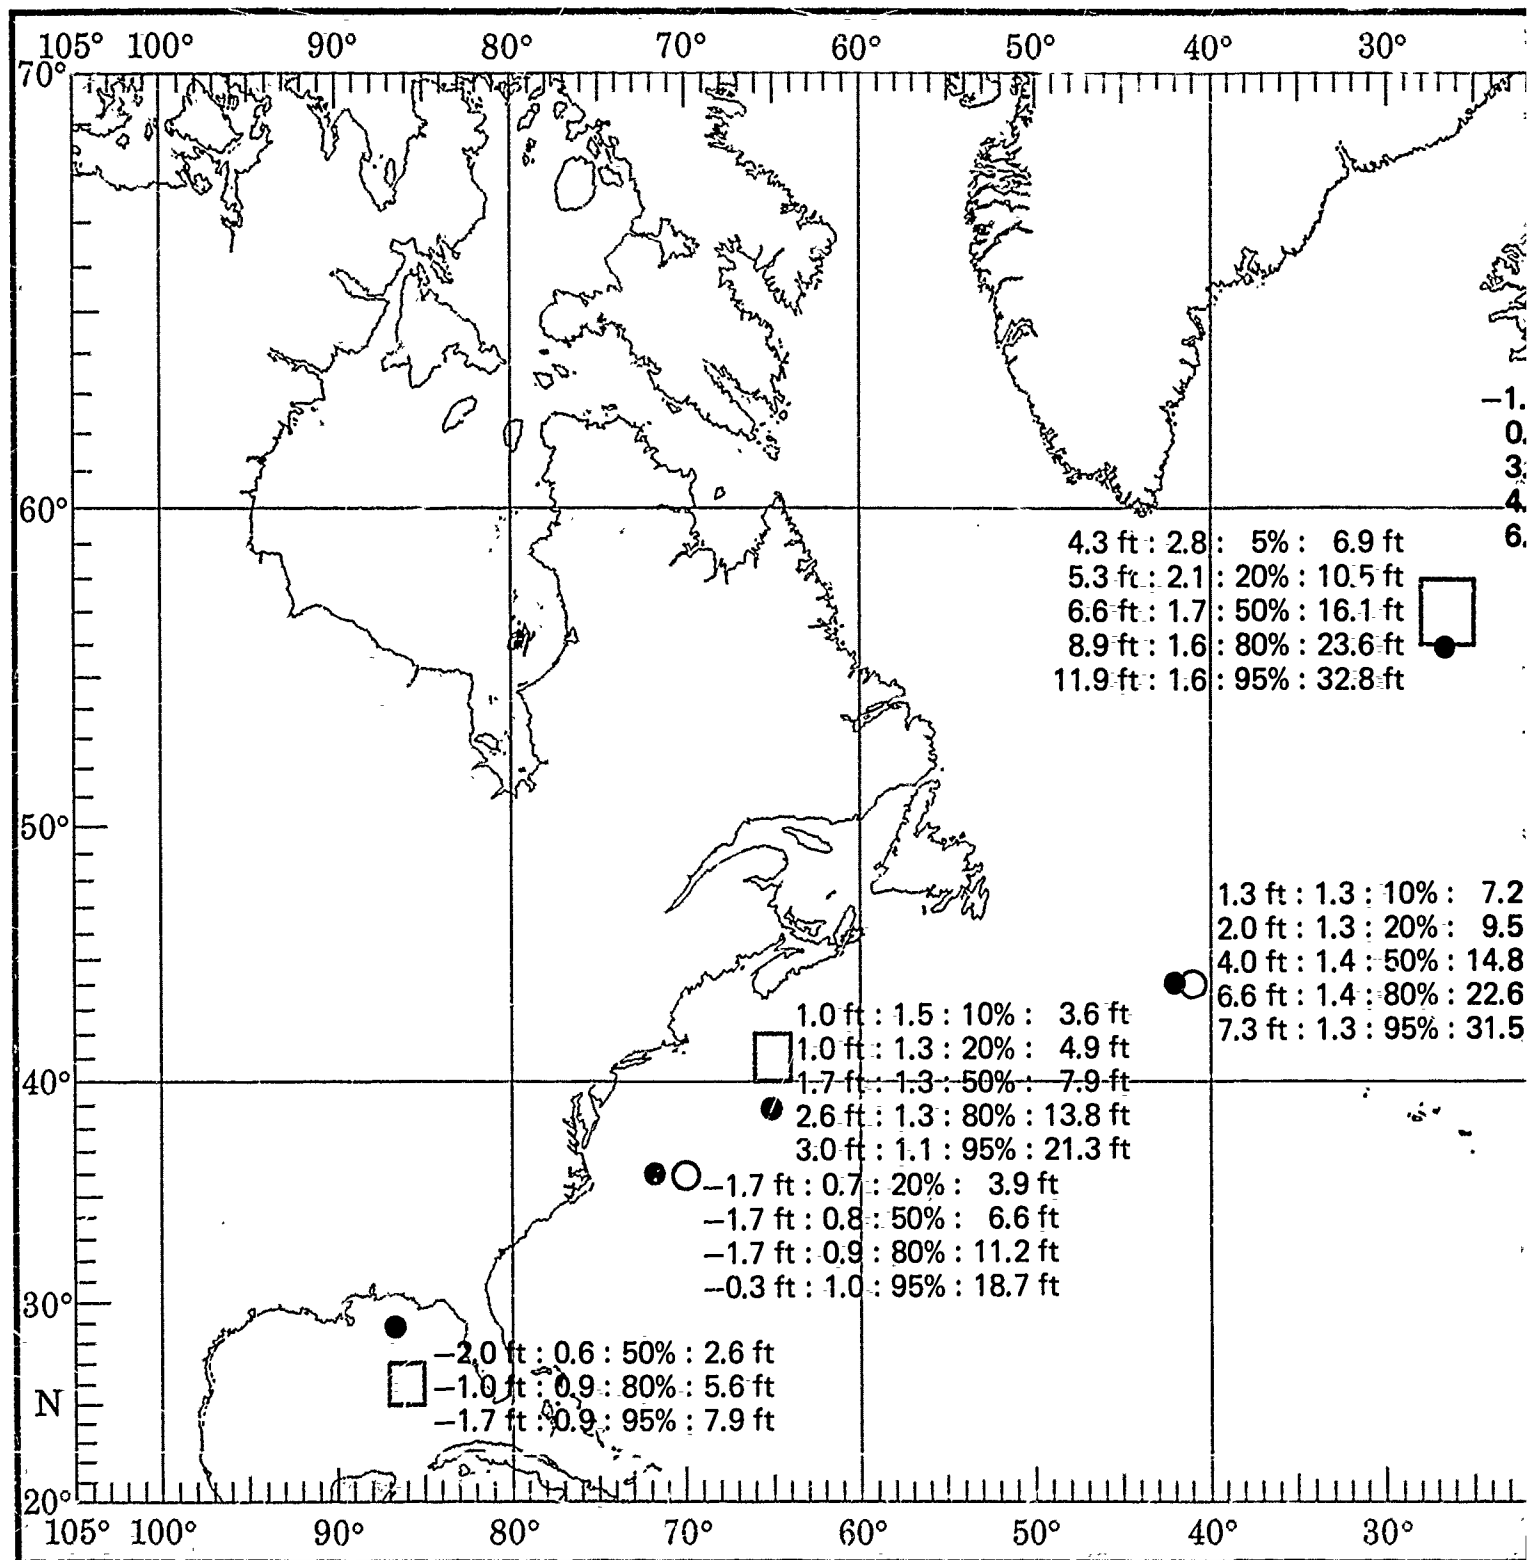 105° 100° 90° 80° 70° 60° 50° 40° 30°
70°
−1.
0.
3
4.
6.
60°
4.3 ft : 2.8 : 5% : 6.9 ft
5.3 ft : 2.1 : 20% : 10.5 ft
6.6 ft : 1.7 : 50% : 16.1 ft
8.9 ft : 1.6 : 80% : 23.6 ft
11.9 ft : 1.6 : 95% : 32.8 ft
50°
1.3 ft : 1.3 : 10% : 7.2
2.0 ft : 1.3 : 20% : 9.5
4.0 ft : 1.4 : 50% : 14.8
6.6 ft : 1.4 : 80% : 22.6
7.3 ft : 1.3 : 95% : 31.5
1.0 ft : 1.5 : 10% : 3.6 ft
1.0 ft : 1.3 : 20% : 4.9 ft
1.7 ft : 1.3 : 50% : 7.9 ft
2.6 ft : 1.3 : 80% : 13.8 ft
3.0 ft : 1.1 : 95% : 21.3 ft
40°
−1.7 ft : 0.7 : 20% : 3.9 ft
−1.7 ft : 0.8 : 50% : 6.6 ft
−1.7 ft : 0.9 : 80% : 11.2 ft
−0.3 ft : 1.0 : 95% : 18.7 ft
30°
−2.0 ft : 0.6 : 50% : 2.6 ft
−1.0 ft : 0.9 : 80% : 5.6 ft
−1.7 ft : 0.9 : 95% : 7.9 ft
N
20°
105° 100° 90° 80° 70° 60° 50° 40° 30°